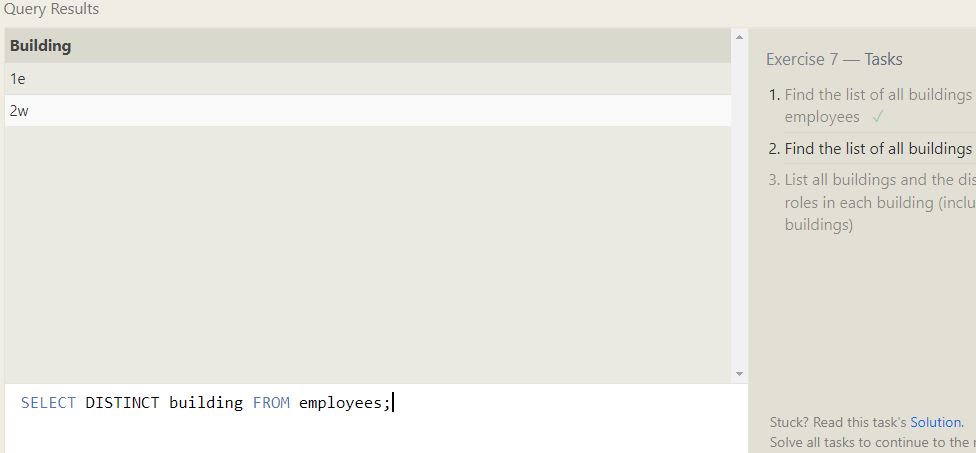 Query Results
Building
1e
2w
SELECT DISTINCT building FROM employees;
Exercise 7 — Tasks
1. Find the list of all buildings
employees ✓
2. Find the list of all buildings
3. List all buildings and the
roles in each building
buildings)
Stuck? Read this task's Solution.
Solve all tasks to continue to the